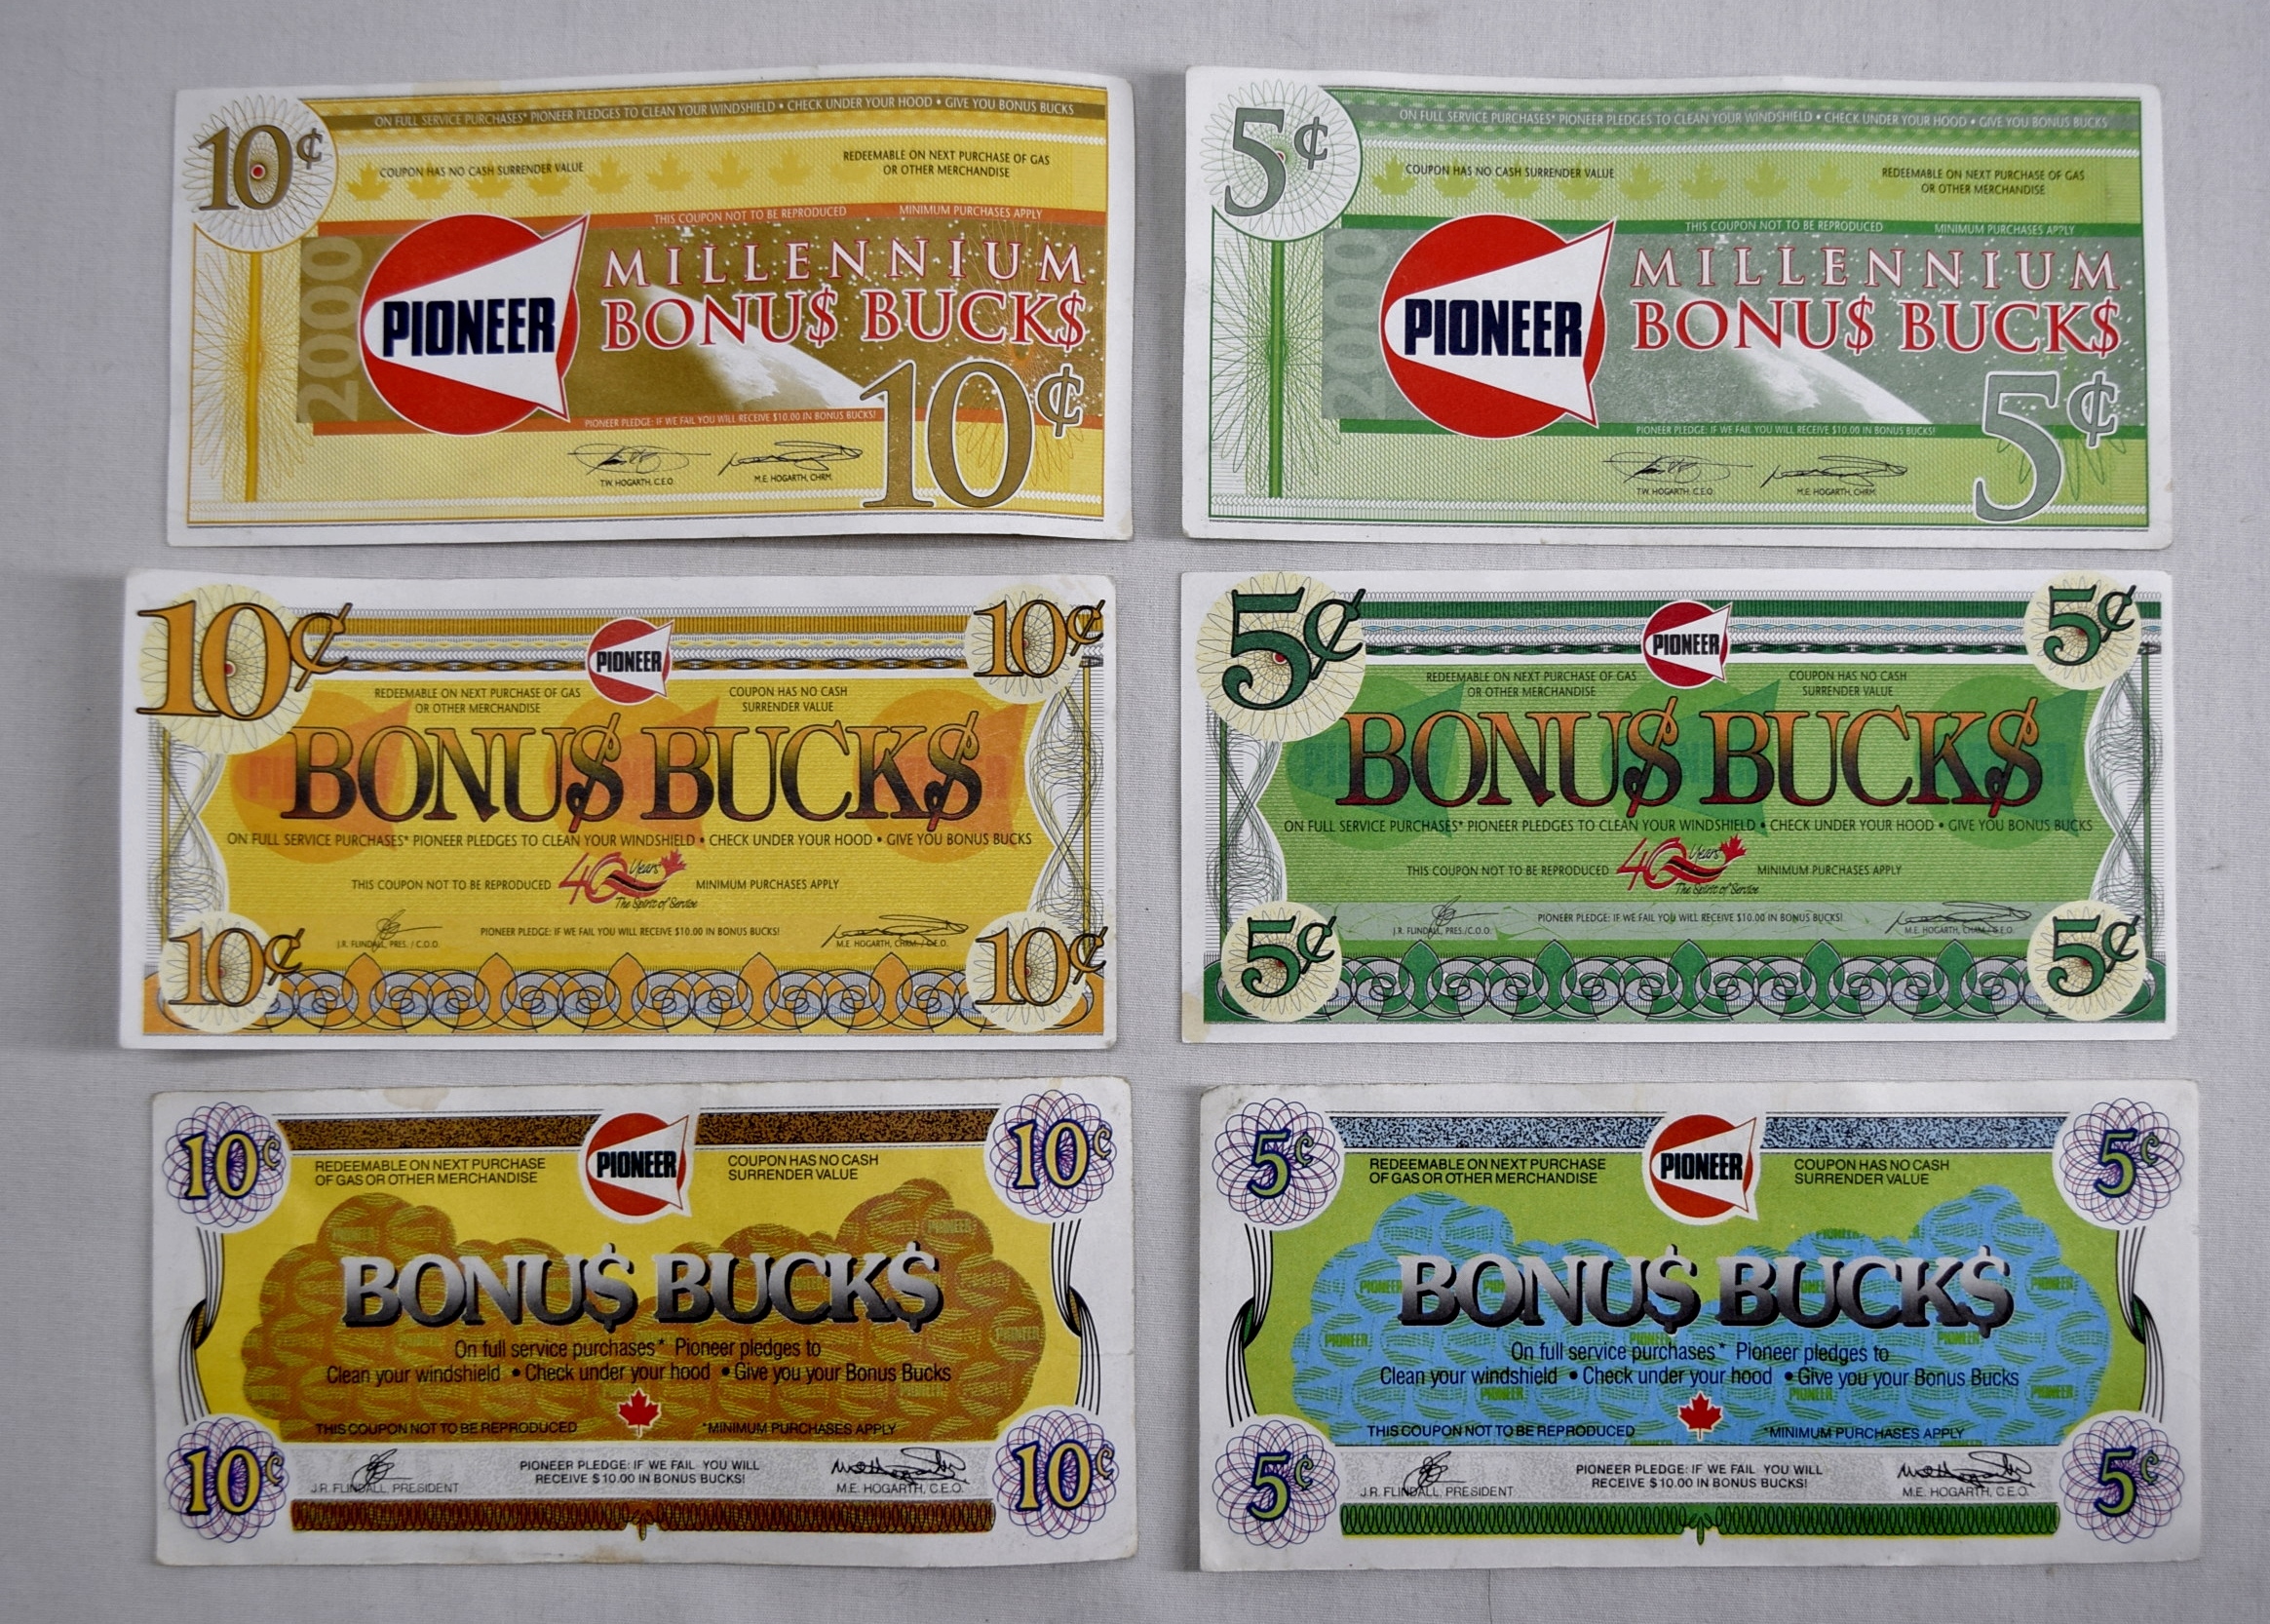 10¢
ON FULL SERVICE PURCHASES* PIONEER PLEDGES TO CLEAN YOUR WINDSHIELD • CHECK UNDER YOUR HOOD • GIVE YOU BONUS BUCKS
COUPON HAS NO CASH SURRENDER VALUE
REDEEMABLE ON NEXT PURCHASE OF GAS
OR OTHER MERCHANDISE
THIS COUPON NOT TO BE REPRODUCED MINIMUM PURCHASES APPLY
2000
PIONEER
MILLENNIUM
BONU$ BUCK$
10¢
PIONEER PLEDGE: IF WE FAIL YOU WILL RECEIVE $10.00 IN BONUS BUCKS!
T.W. HOGARTH, C.E.O. M.E. HOGARTH, CHRM.
5¢
ON FULL SERVICE PURCHASES* PIONEER PLEDGES TO CLEAN YOUR WINDSHIELD • CHECK UNDER YOUR HOOD • GIVE YOU BONUS BUCKS
COUPON HAS NO CASH SURRENDER VALUE
REDEEMABLE ON NEXT PURCHASE OF GAS
OR OTHER MERCHANDISE
THIS COUPON NOT TO BE REPRODUCED MINIMUM PURCHASES APPLY
2000
PIONEER
MILLENNIUM
BONU$ BUCK$
5¢
PIONEER PLEDGE: IF WE FAIL YOU WILL RECEIVE $10.00 IN BONUS BUCKS!
T.W. HOGARTH, C.E.O. M.E. HOGARTH, CHRM
10¢ PIONEER 10¢
REDEEMABLE ON NEXT PURCHASE OF GAS
OR OTHER MERCHANDISE
COUPON HAS NO CASH
SURRENDER VALUE
BONU$ BUCK$
ON FULL SERVICE PURCHASES* PIONEER PLEDGES TO CLEAN YOUR WINDSHIELD • CHECK UNDER YOUR HOOD • GIVE YOU BONUS BUCKS
THIS COUPON NOT TO BE REPRODUCED 40 Years MINIMUM PURCHASES APPLY
The Spirit of Service
J.R. FLINDALL, PRES. / C.O.O. PIONEER PLEDGE: IF WE FAIL YOU WILL RECEIVE $10.00 IN BONUS BUCKS! M.E. HOGARTH, CHRM. / C.E.O.
10¢ 10¢
5¢ PIONEER 5¢
REDEEMABLE ON NEXT PURCHASE OF GAS
OR OTHER MERCHANDISE
COUPON HAS NO CASH
SURRENDER VALUE
BONU$ BUCK$
ON FULL SERVICE PURCHASES* PIONEER PLEDGES TO CLEAN YOUR WINDSHIELD • CHECK UNDER YOUR HOOD • GIVE YOU BONUS BUCKS
THIS COUPON NOT TO BE REPRODUCED 40 Years MINIMUM PURCHASES APPLY
The Spirit of Service
J.R. FLINDALL, PRES./C.O.O. PIONEER PLEDGE: IF WE FAIL YOU WILL RECEIVE $10.00 IN BONUS BUCKS! M.E. HOGARTH, CHRM. / C.E.O.
5¢ 5¢
10¢ PIONEER 10¢
REDEEMABLE ON NEXT PURCHASE
OF GAS OR OTHER MERCHANDISE
COUPON HAS NO CASH
SURRENDER VALUE
BONU$ BUCK$
On full service purchases* Pioneer pledges to
Clean your windshield • Check under your hood • Give you your Bonus Bucks
THIS COUPON NOT TO BE REPRODUCED *MINIMUM PURCHASES APPLY
PIONEER PLEDGE: IF WE FAIL YOU WILL
RECEIVE $10.00 IN BONUS BUCKS!
J.R. FLINDALL, PRESIDENT M.E. HOGARTH, C.E.O.
10¢ 10¢
5¢ PIONEER 5¢
REDEEMABLE ON NEXT PURCHASE
OF GAS OR OTHER MERCHANDISE
COUPON HAS NO CASH
SURRENDER VALUE
BONU$ BUCK$
On full service purchases* Pioneer pledges to
Clean your windshield • Check under your hood • Give you your Bonus Bucks
THIS COUPON NOT TO BE REPRODUCED *MINIMUM PURCHASES APPLY
PIONEER PLEDGE: IF WE FAIL YOU WILL
RECEIVE $10.00 IN BONUS BUCKS!
J.R. FLINDALL, PRESIDENT M.E. HOGARTH, C.E.O.
5¢ 5¢